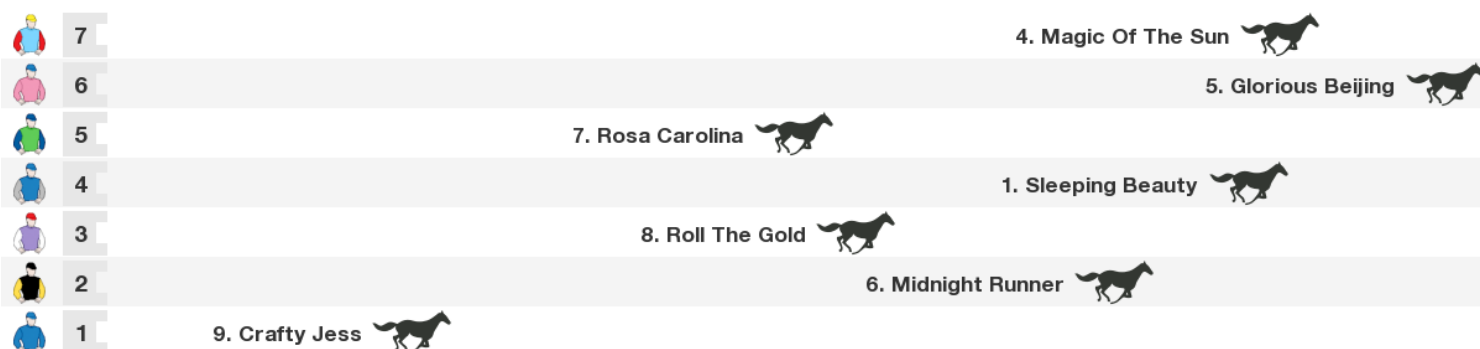 7 4. Magic Of The Sun
6 5. Glorious Beijing
5 7. Rosa Carolina
4 1. Sleeping Beauty
3 8. Roll The Gold
2 6. Midnight Runner
1 9. Crafty Jess